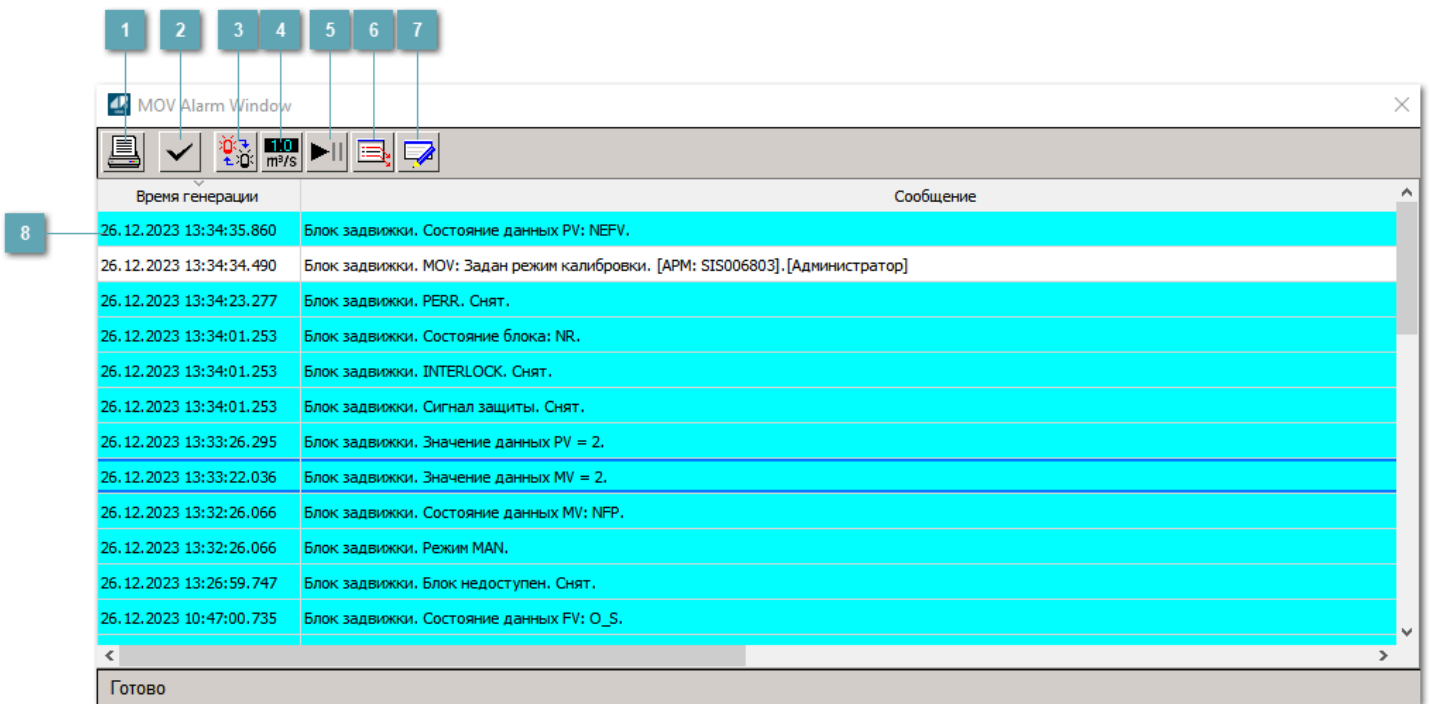 1 2 3 4 5 6 7
MOV Alarm Window
1.0
m³/s
Время генерации Сообщение
8
26.12.2023 13:34:35.860 Блок задвижки. Состояние данных PV: NEFV.
26.12.2023 13:34:34.490 Блок задвижки. MOV: Задан режим калибровки. [АРМ: SIS006803].[Администратор]
26.12.2023 13:34:23.277 Блок задвижки. PERR. Снят.
26.12.2023 13:34:01.253 Блок задвижки. Состояние блока: NR.
26.12.2023 13:34:01.253 Блок задвижки. INTERLOCK. Снят.
26.12.2023 13:34:01.253 Блок задвижки. Сигнал защиты. Снят.
26.12.2023 13:33:26.295 Блок задвижки. Значение данных PV = 2.
26.12.2023 13:33:22.036 Блок задвижки. Значение данных MV = 2.
26.12.2023 13:32:26.066 Блок задвижки. Состояние данных MV: NFP.
26.12.2023 13:32:26.066 Блок задвижки. Режим MAN.
26.12.2023 13:26:59.747 Блок задвижки. Блок недоступен. Снят.
26.12.2023 10:47:00.735 Блок задвижки. Состояние данных FV: O_S.
Готово